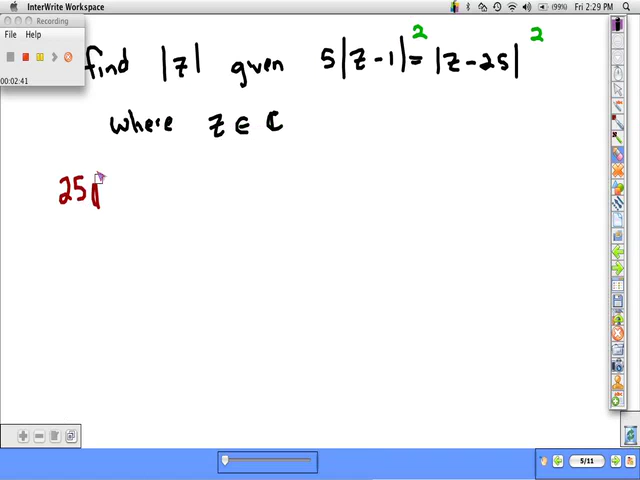 InterWrite Workspace
(99%) Fri 2:29 PM
Recording
File Help
00:02:41
find |z| given 5|z-1|²=|z-25|²
where z ∈ ℂ
25
5/11